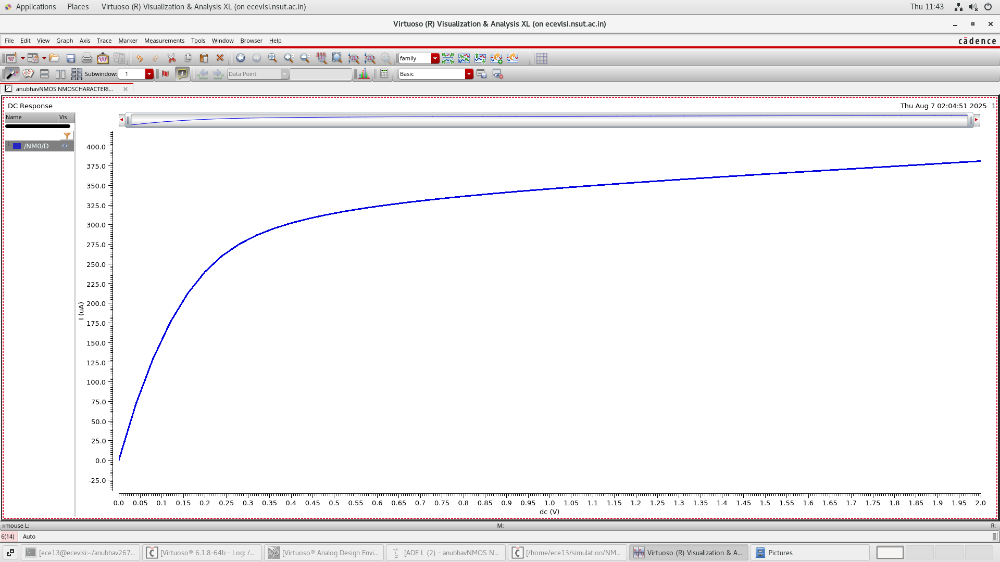 Applications Places Virtuoso (R) Visualization & Analysis XL (on ecevlsi.nsut.ac.in) Thu 11:43
Virtuoso (R) Visualization & Analysis XL (on ecevlsi.nsut.ac.in)
File Edit View Graph Axis Trace Marker Measurements Tools Window Browser Help cādence
family
Subwindow: 1 Data Point Basic
anubhavNMOS NMOSCHARACTERI...
DC Response Thu Aug 7 02:04:51 2025 1
Name Vis
/NM0/D
400.0
375.0
350.0
325.0
300.0
275.0
250.0
225.0
200.0
175.0
150.0
125.0
100.0
75.0
50.0
25.0
0.0
-25.0
I (uA)
0.0 0.05 0.1 0.15 0.2 0.25 0.3 0.35 0.4 0.45 0.5 0.55 0.6 0.65 0.7 0.75 0.8 0.85 0.9 0.95 1.0 1.05 1.1 1.15 1.2 1.25 1.3 1.35 1.4 1.45 1.5 1.55 1.6 1.65 1.7 1.75 1.8 1.85 1.9 1.95 2.0
dc (V)
mouse L: M: R:
6(14) Auto
[ece13@ecevlsi:~/anubhav267... [Virtuoso® 6.1.8-64b - Log: /... [Virtuoso® Analog Design Envi... [ADE L (2) - anubhavNMOS N... [/home/ece13/simulation/NM... Virtuoso (R) Visualization & A... Pictures